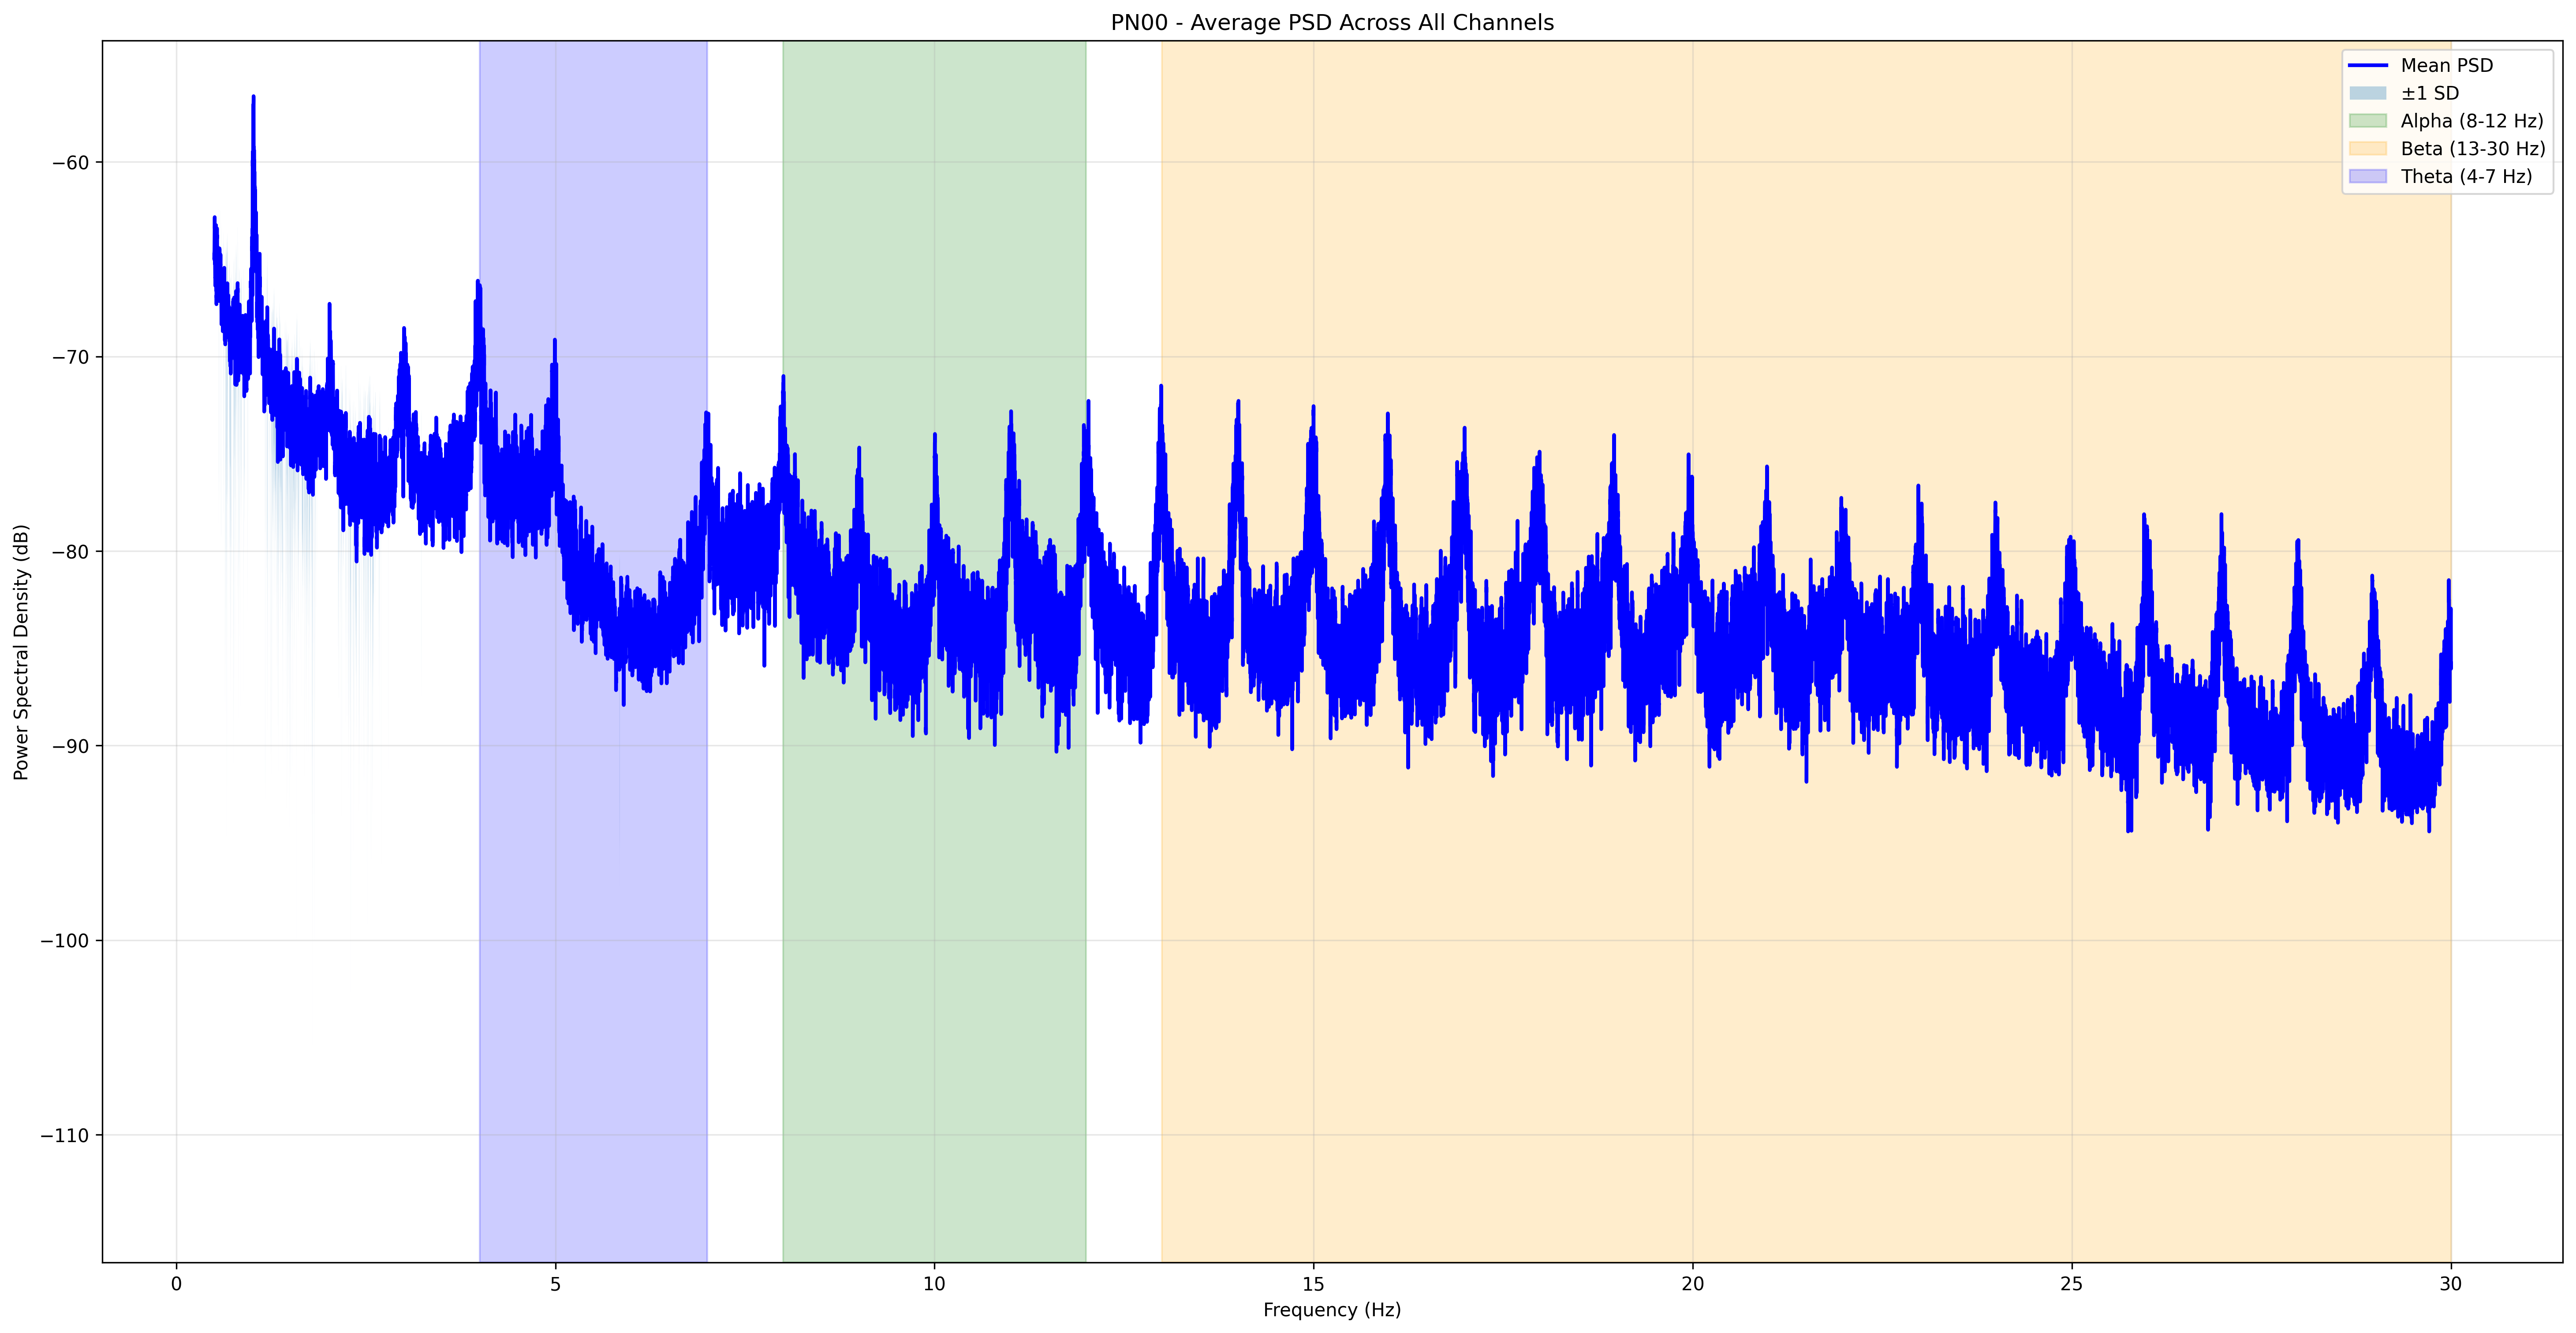 PN00 - Average PSD Across All Channels
Mean PSD
±1 SD
Alpha (8-12 Hz)
Beta (13-30 Hz)
Theta (4-7 Hz)
Power Spectral Density (dB)
−60
−70
−80
−90
−100
−110
0 5 10 15 20 25 30
Frequency (Hz)